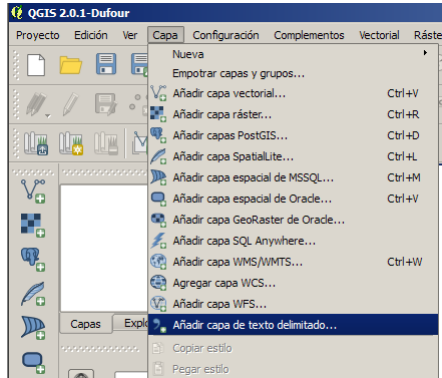 QGIS 2.0.1-Dufour
Proyecto Edición Ver Capa Configuración Complementos Vectorial Ráste
Nueva
Empotrar capas y grupos...
Añadir capa vectorial... Ctrl+V
Añadir capa ráster... Ctrl+R
Añadir capas PostGIS... Ctrl+D
Añadir capa SpatiaLite... Ctrl+L
Añadir capa espacial de MSSQL... Ctrl+M
Añadir capa espacial de Oracle... Ctrl+V
Añadir capa GeoRaster de Oracle...
Añadir capa SQL Anywhere...
Añadir capa WMS/WMTS... Ctrl+W
Agregar capa WCS...
Añadir capa WFS...
Capas Explo
Añadir capa de texto delimitado...
Copiar estilo
Pegar estilo